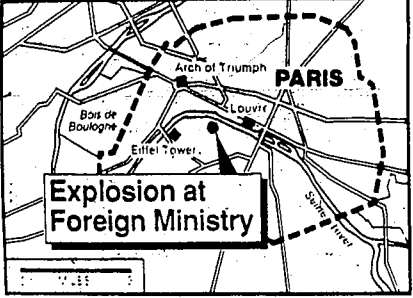 Arch of Triumph
PARIS
Louvre
Bois de
Boulogne
Eiffel Tower
Explosion at
Foreign Ministry
Seine River